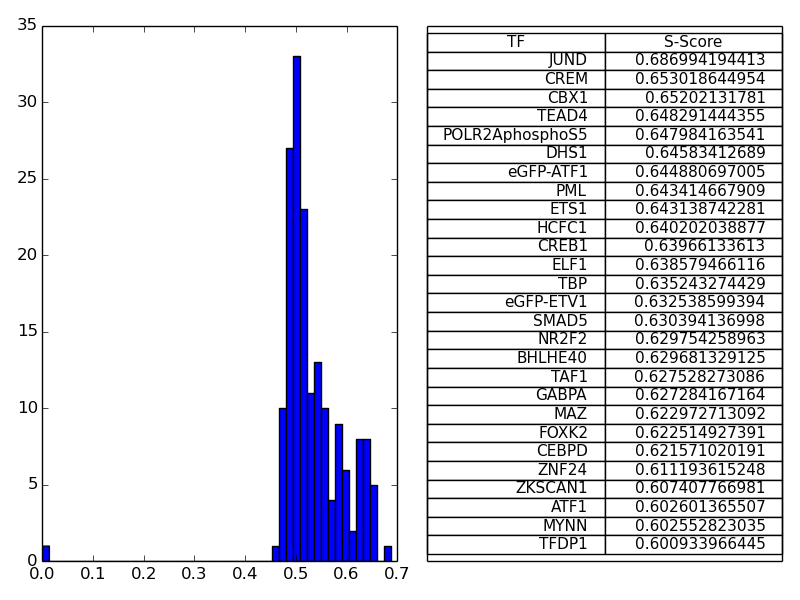 35
30
25
20
15
10
5
0
0.0 0.1 0.2 0.3 0.4 0.5 0.6 0.7
TF S-Score
JUND 0.686994194413
CREM 0.653018644954
CBX1 0.65202131781
TEAD4 0.648291444355
POLR2AphosphoS5 0.647984163541
DHS1 0.64583412689
eGFP-ATF1 0.644880697005
PML 0.643414667909
ETS1 0.643138742281
HCFC1 0.640202038877
CREB1 0.63966133613
ELF1 0.638579466116
TBP 0.635243274429
eGFP-ETV1 0.632538599394
SMAD5 0.630394136998
NR2F2 0.629754258963
BHLHE40 0.629681329125
TAF1 0.627528273086
GABPA 0.627284167164
MAZ 0.622972713092
FOXK2 0.622514927391
CEBPD 0.621571020191
ZNF24 0.611193615248
ZKSCAN1 0.607407766981
ATF1 0.602601365507
MYNN 0.602552823035
TFDP1 0.600933966445